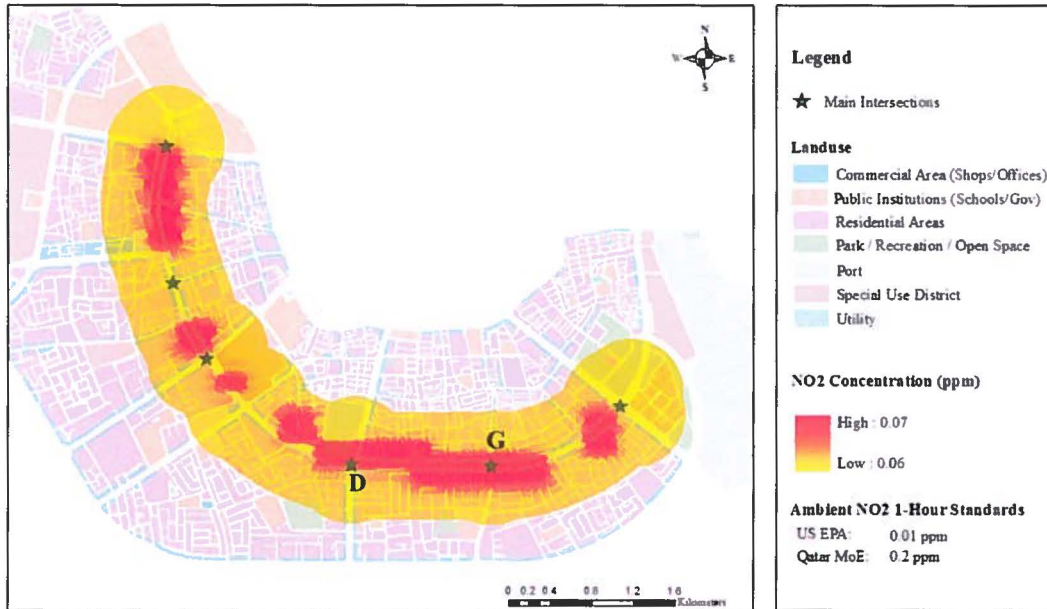 N
W E
S
D
G
0 0.2 0.4 0.8 1.2 1.6
Kilometers
Legend
Main Intersections
Landuse
Commercial Area (Shops/Offices)
Public Institutions (Schools/Gov)
Residential Areas
Park / Recreation / Open Space
Port
Special Use District
Utility
NO2 Concentration (ppm)
High : 0.07
Low : 0.06
Ambient NO2 1-Hour Standards
US EPA: 0.01 ppm
Qatar MoE: 0.2 ppm